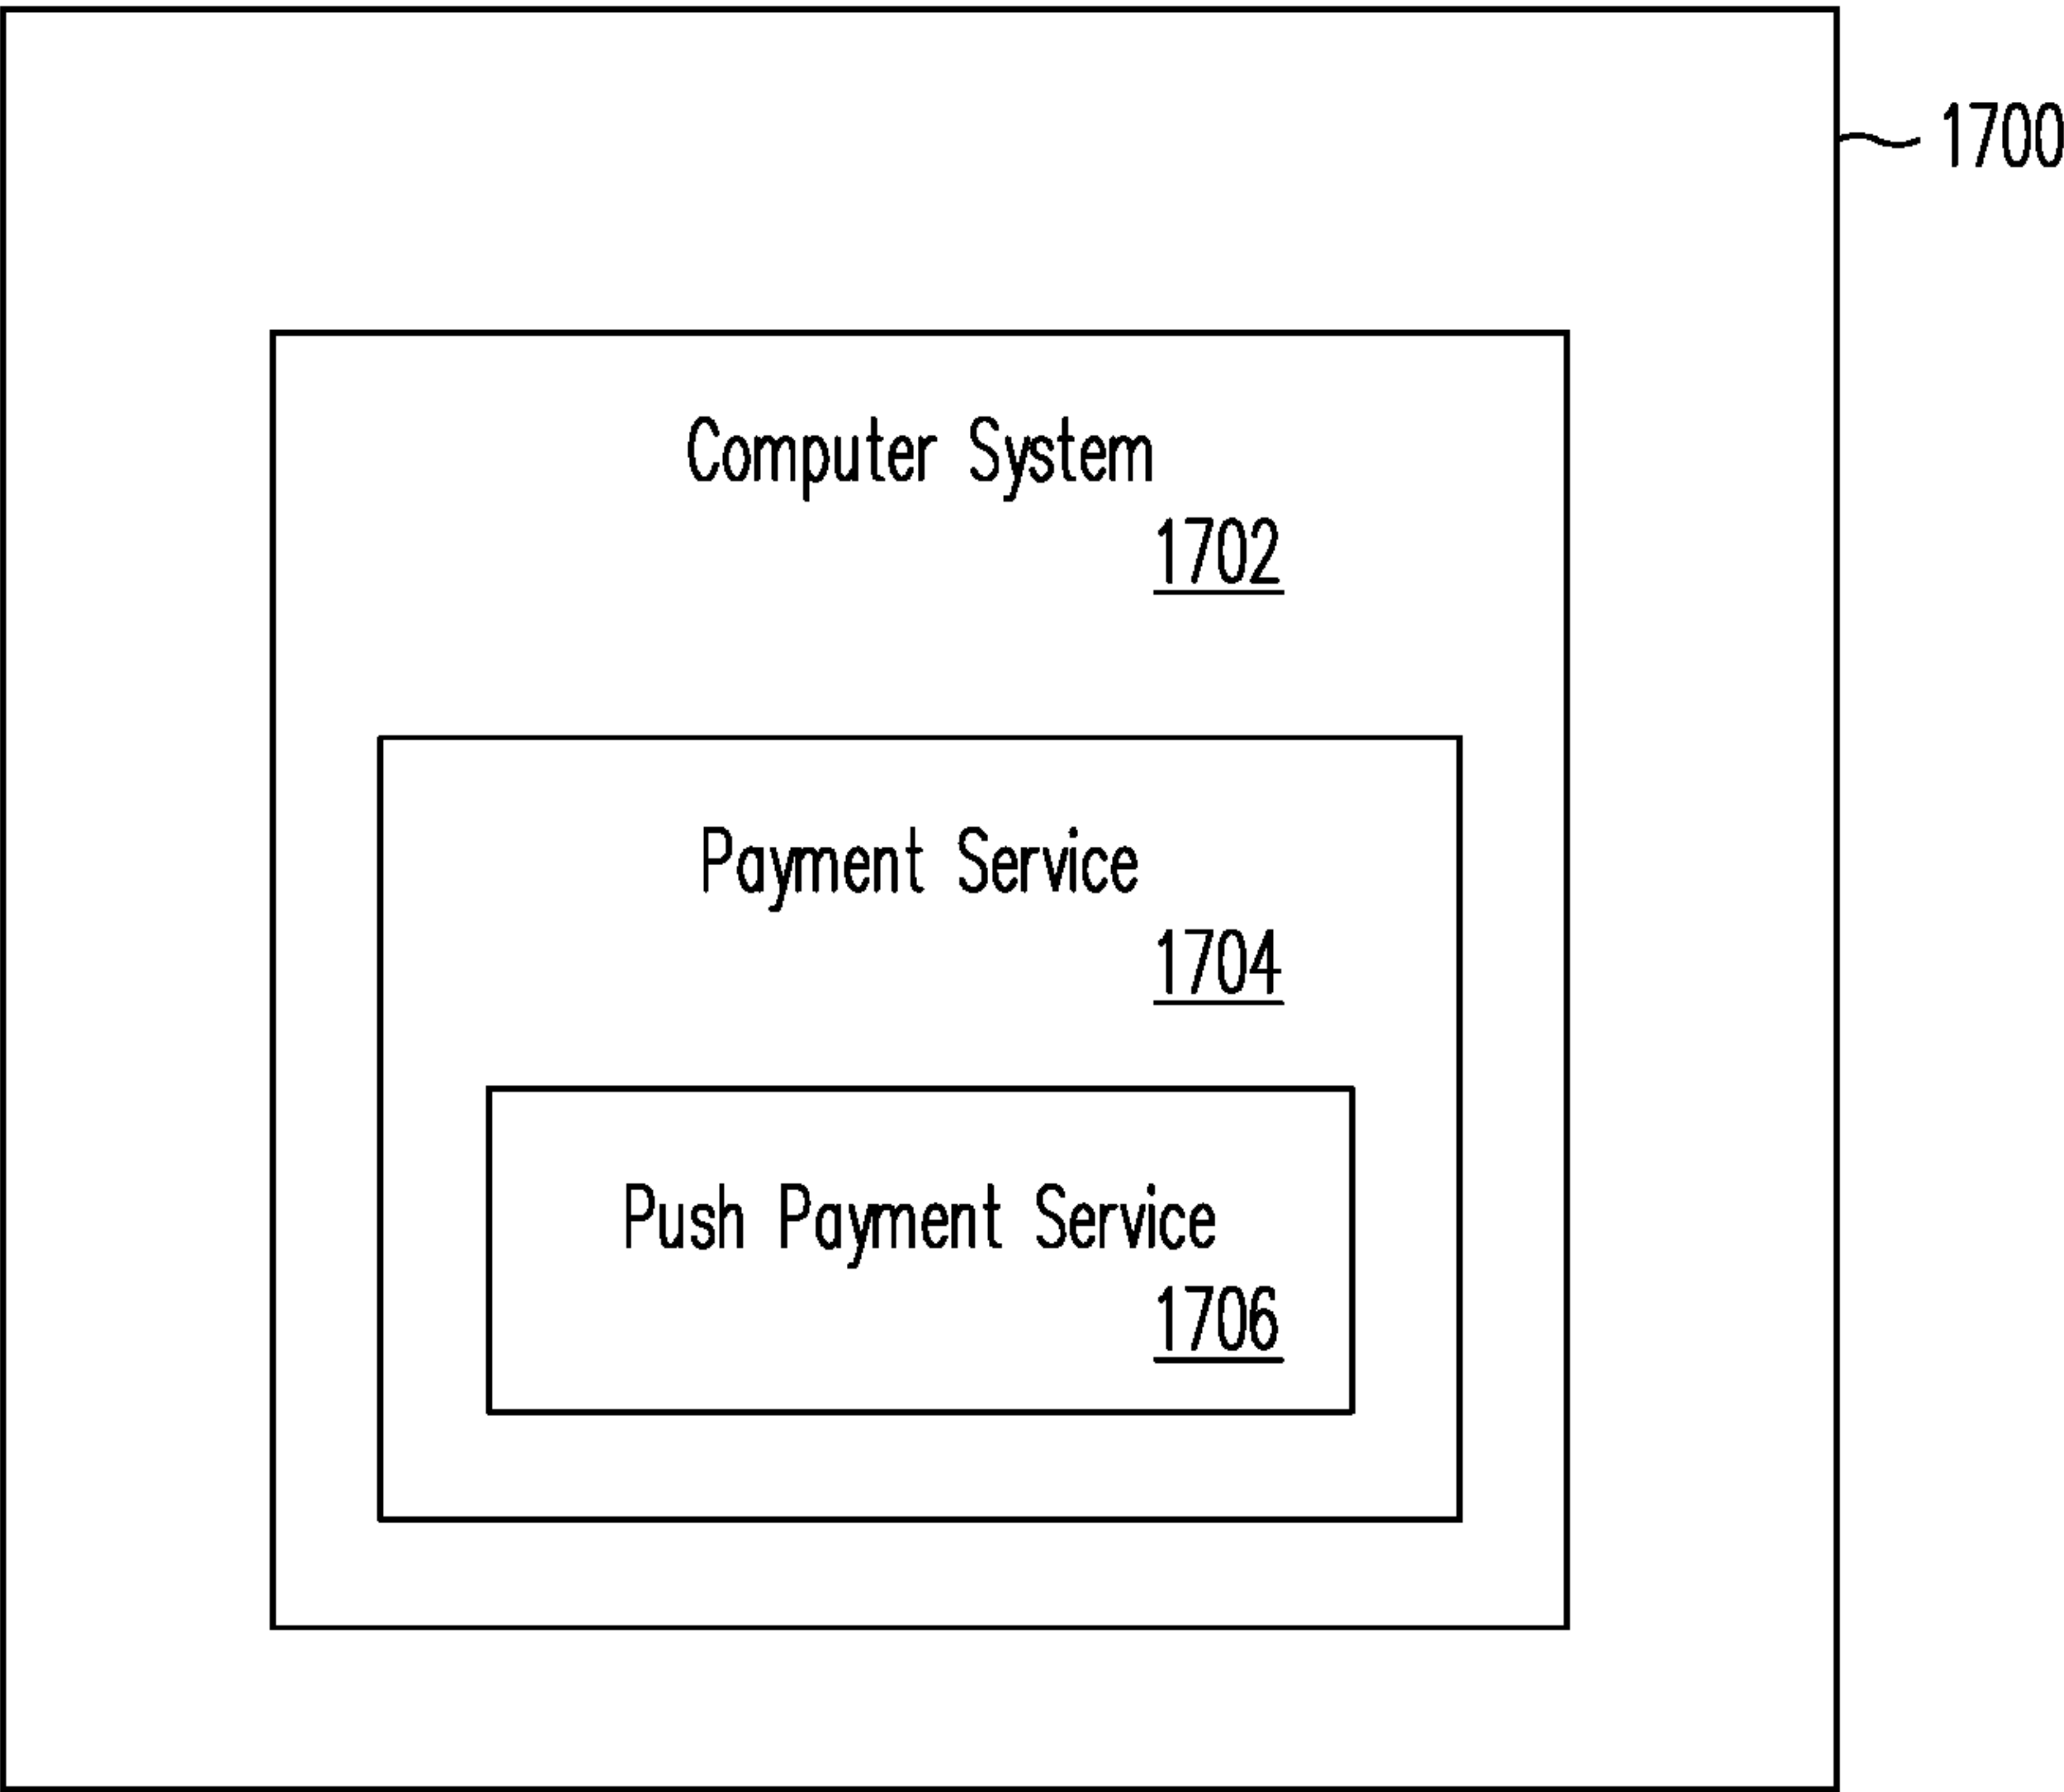 1700
Computer System
1702
Payment Service
1704
Push Payment Service
1706